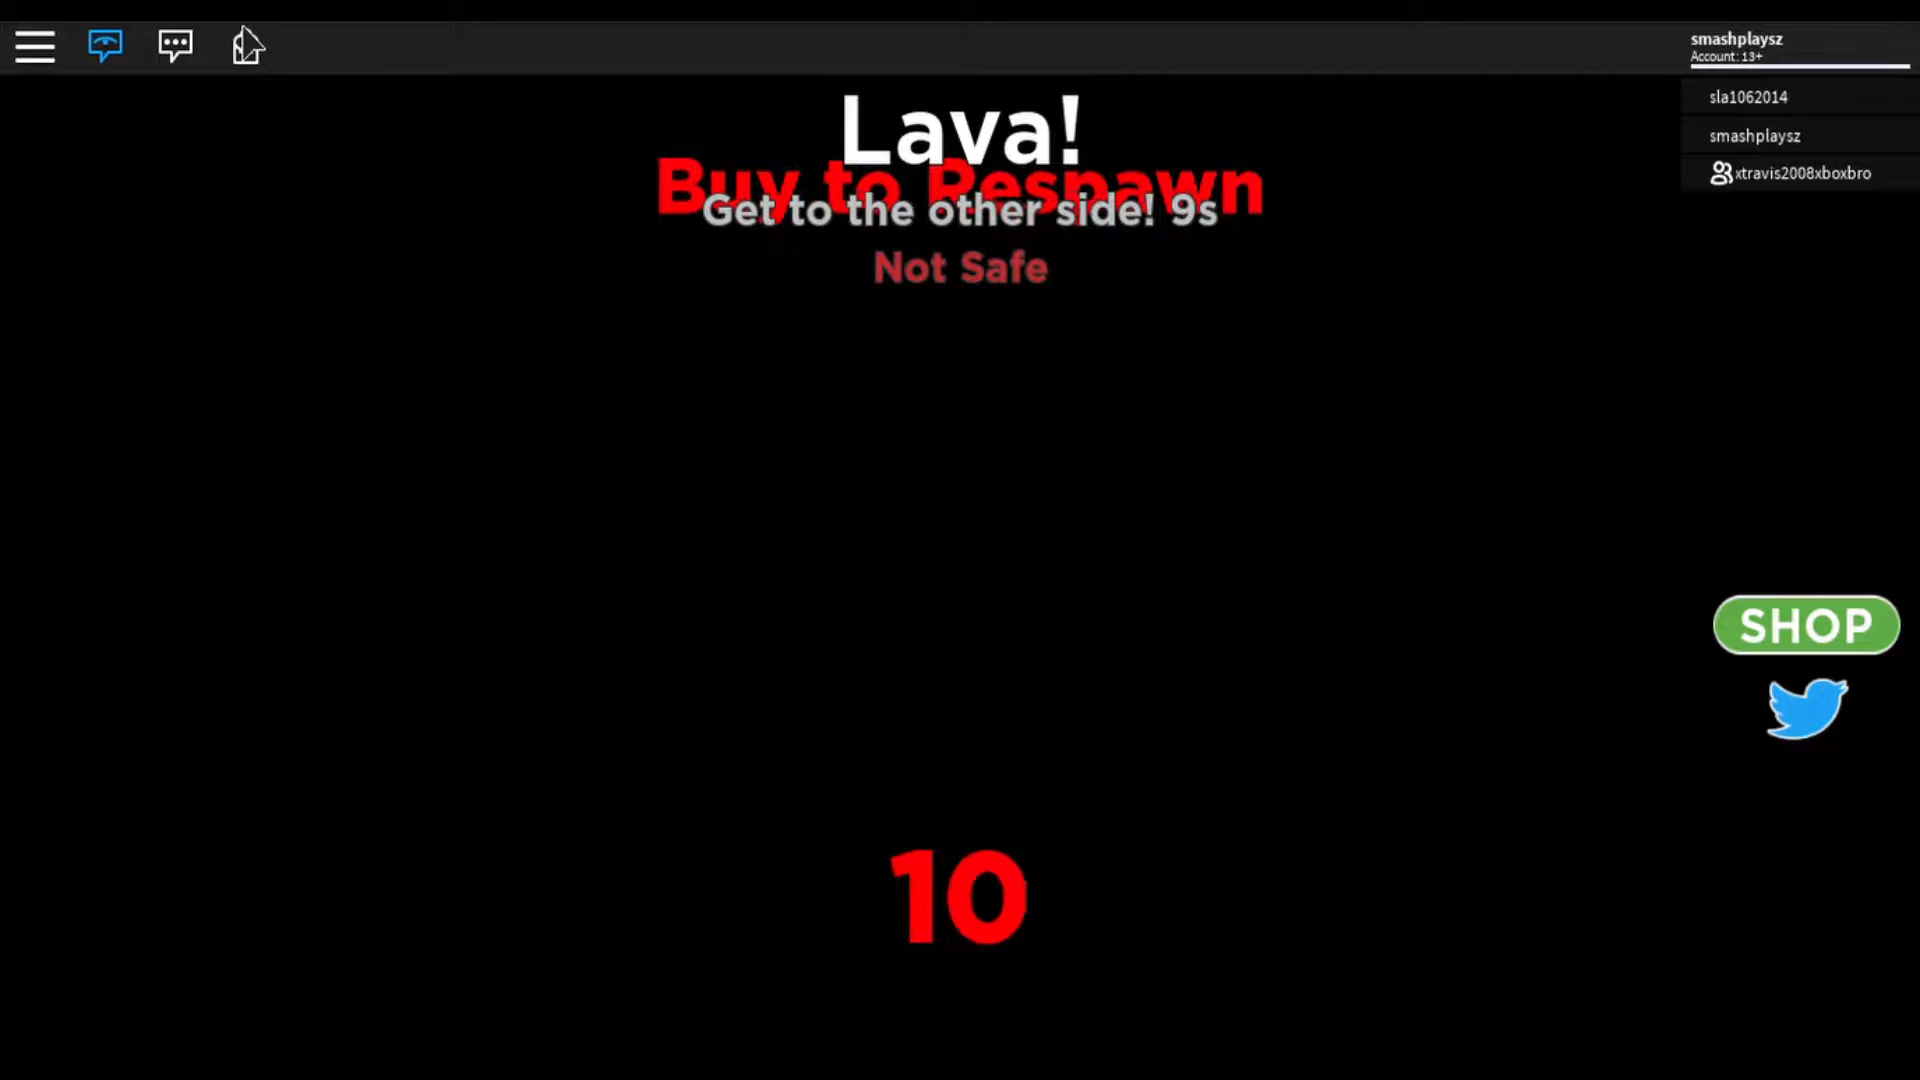 smashplaysz
Account: 13+
sla1062014
smashplaysz
xtravis2008xboxbro
Lava!
Buy to Respawn
Get to the other side! 9s
Not Safe
SHOP
10